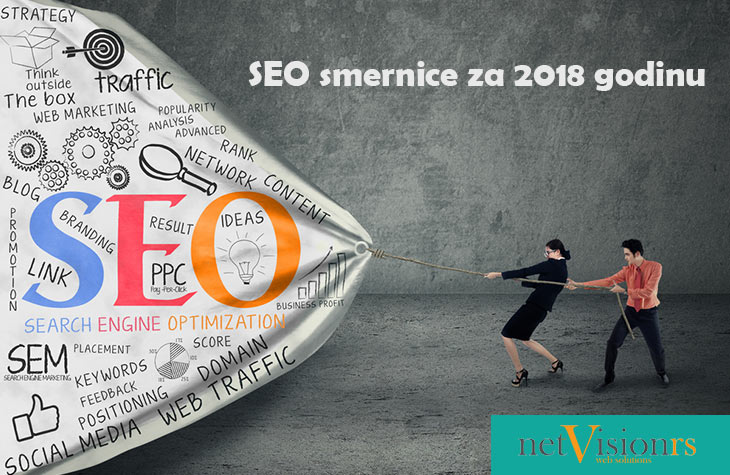 SEO smernice za 2018 godinu
STRATEGY
Think
outside
The box
traffic
WEB MARKETING
POPULARITY
ANALYSIS
ADVANCED
RANK
NETWORK
CONTENT
BLOG
PROMOTION
BRANDING
LINK
RESULT
IDEAS
PPC
Pay-Per-Click
SEO
BUSINESS PROFIT
SEARCH ENGINE OPTIMIZATION
SEM
SEARCH ENGINE MARKETING
PLACEMENT
SCORE
KEYWORDS
DOMAIN
FEEDBACK
POSITIONING
WEB TRAFFIC
SOCIAL MEDIA
netVisionrs
web solutions